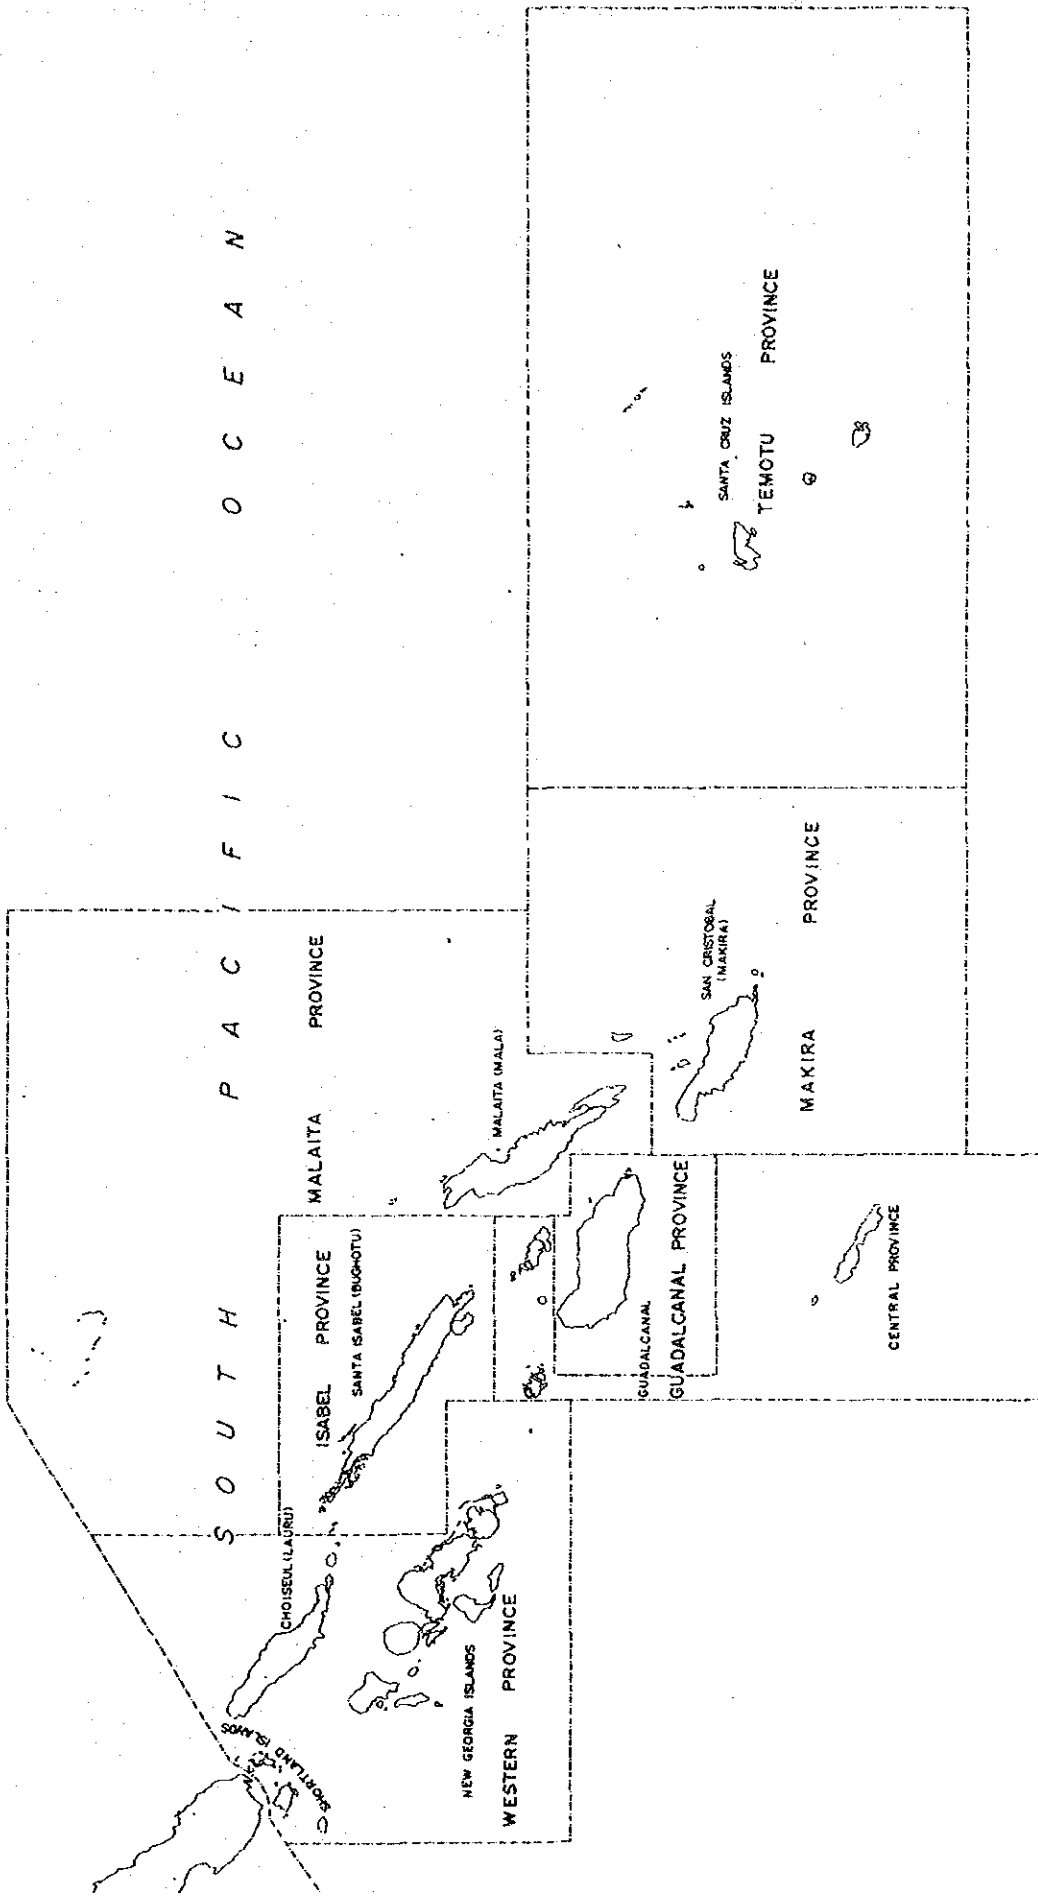 SOUTH PACIFIC OCEAN
SHORTLAND ISLANDS
CHOISEUL (LAURU)
ISABEL PROVINCE
SANTA ISABEL (BUGHOTU)
MALAITA PROVINCE
MALAITA (MALA)
NEW GEORGIA ISLANDS
WESTERN PROVINCE
GUADALCANAL
GUADALCANAL PROVINCE
CENTRAL PROVINCE
SAN CRISTOBAL
(MAKIRA)
MAKIRA PROVINCE
SANTA CRUZ ISLANDS
TEMOTU PROVINCE